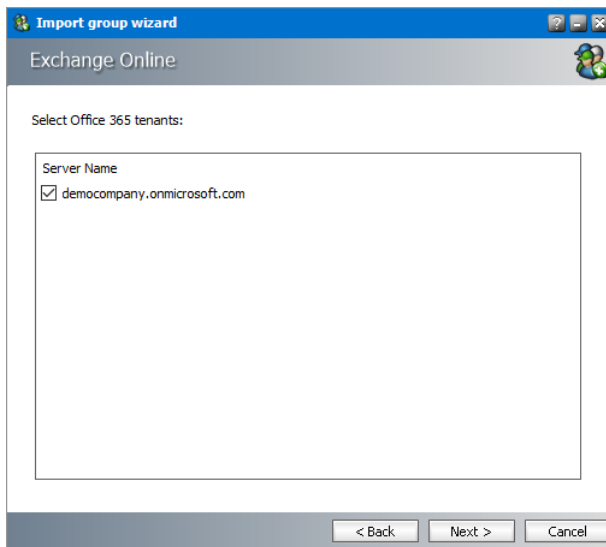 Import group wizard
Exchange Online
Select Office 365 tenants:
Server Name
democompany.onmicrosoft.com
< Back Next > Cancel